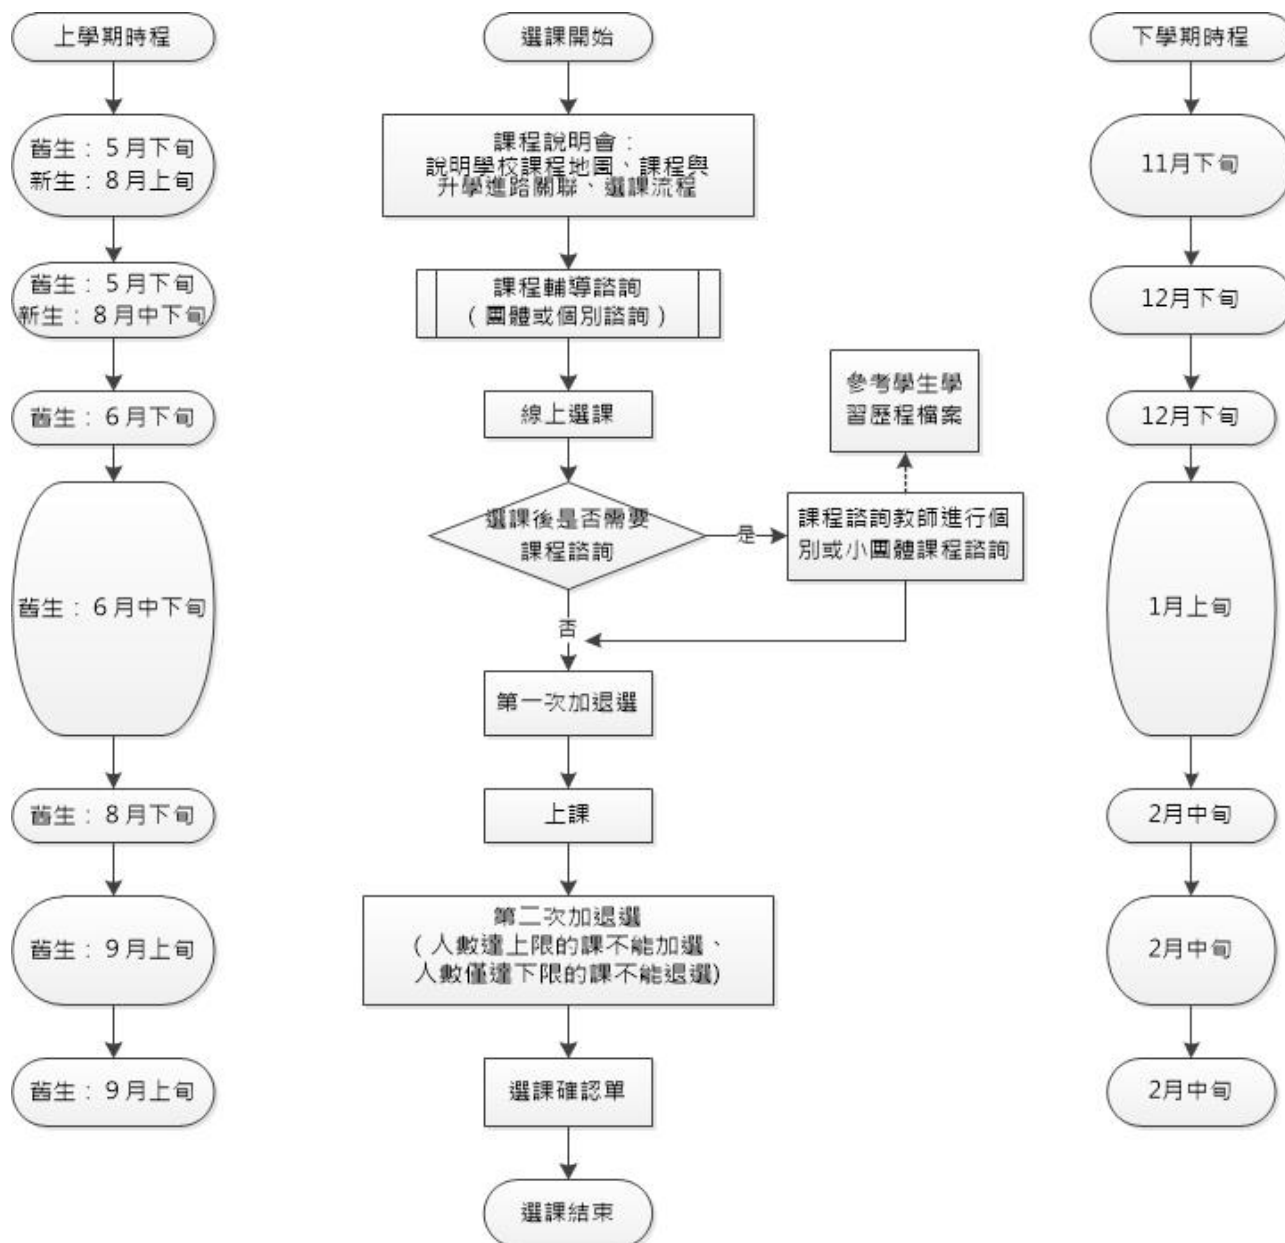 上學期時程
選課開始
下學期時程
舊生：5月下旬
新生：8月上旬
課程說明會：
說明學校課程地圖、課程與
升學進路關聯、選課流程
11月下旬
舊生：5月下旬
新生：8月中下旬
課程輔導諮詢
（團體或個別諮詢）
12月下旬
舊生：6月下旬
線上選課
參考學生學
習歷程檔案
12月下旬
舊生：6月中下旬
選課後是否需要
課程諮詢
是
課程諮詢教師進行個
別或小團體課程諮詢
否
1月上旬
第一次加退選
舊生：8月下旬
上課
2月中旬
舊生：9月上旬
第二次加退選
（人數達上限的課不能加選、
人數僅達下限的課不能退選)
2月中旬
舊生：9月上旬
選課確認單
2月中旬
選課結束